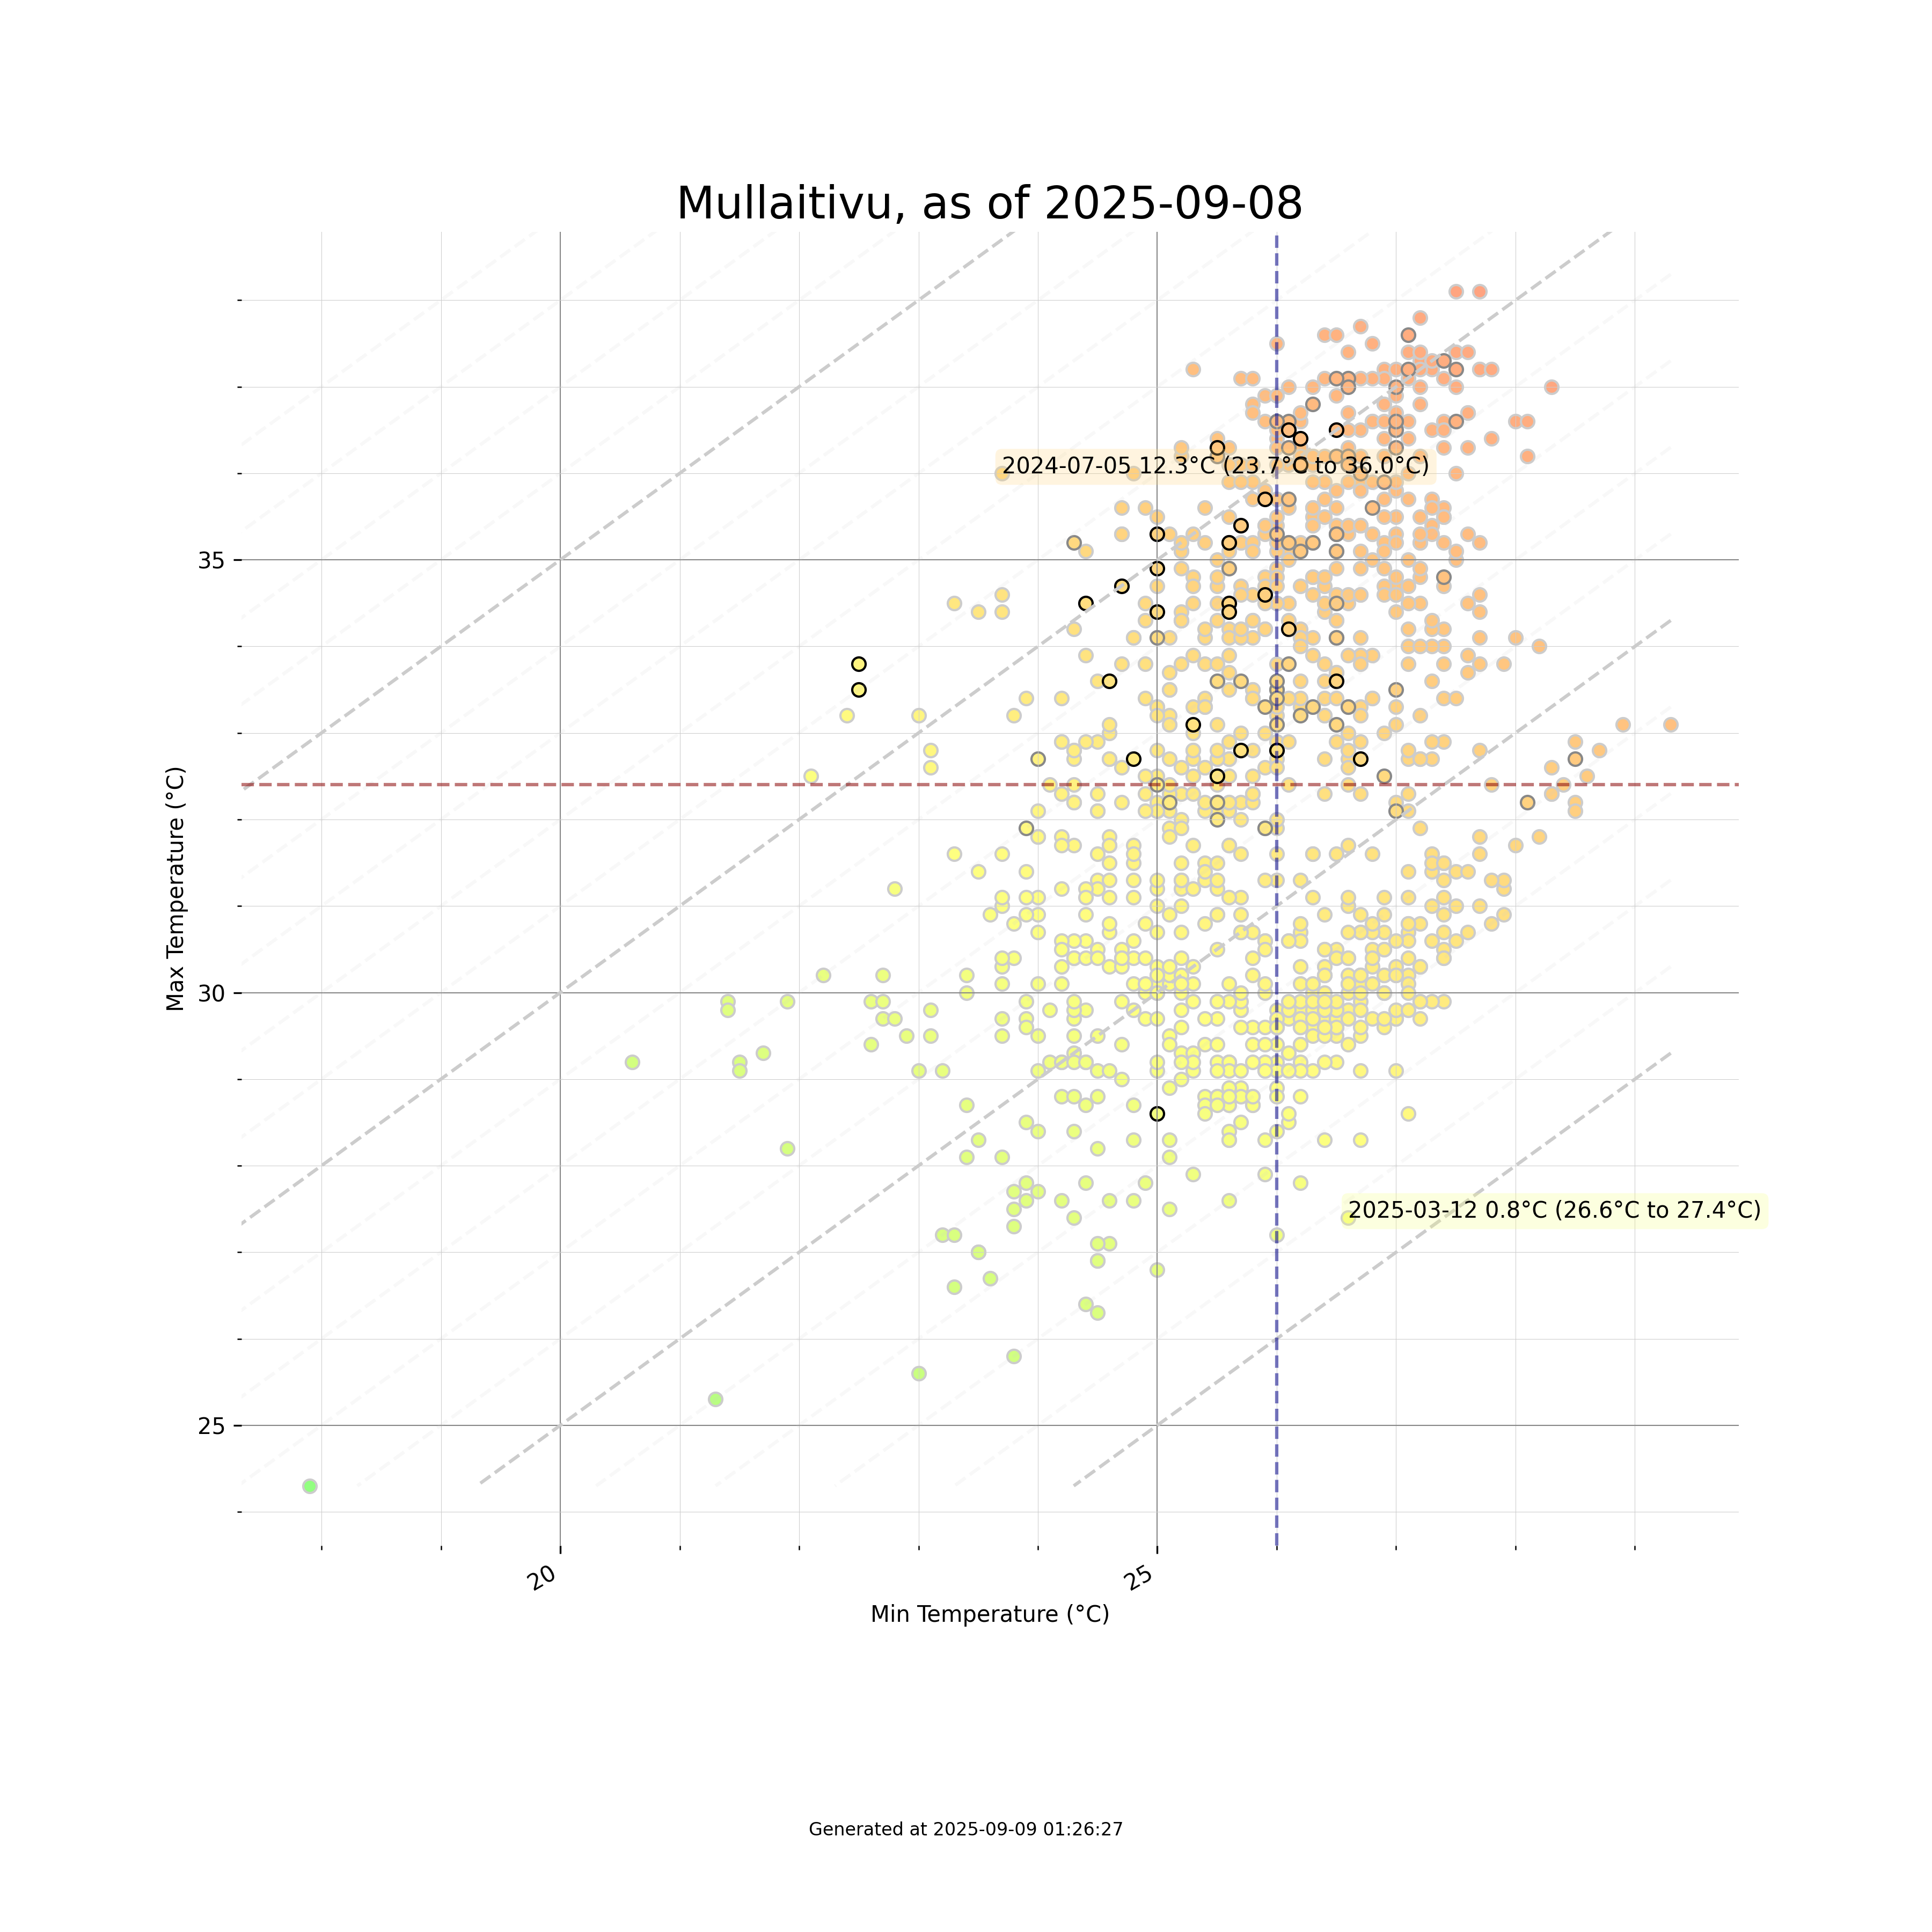 Mullaitivu, as of 2025-09-08
2024-07-05 12.3°C (23.7°C to 36.0°C)
35
Max Temperature (°C)
30
2025-03-12 0.8°C (26.6°C to 27.4°C)
25
20
25
Min Temperature (°C)
Generated at 2025-09-09 01:26:27